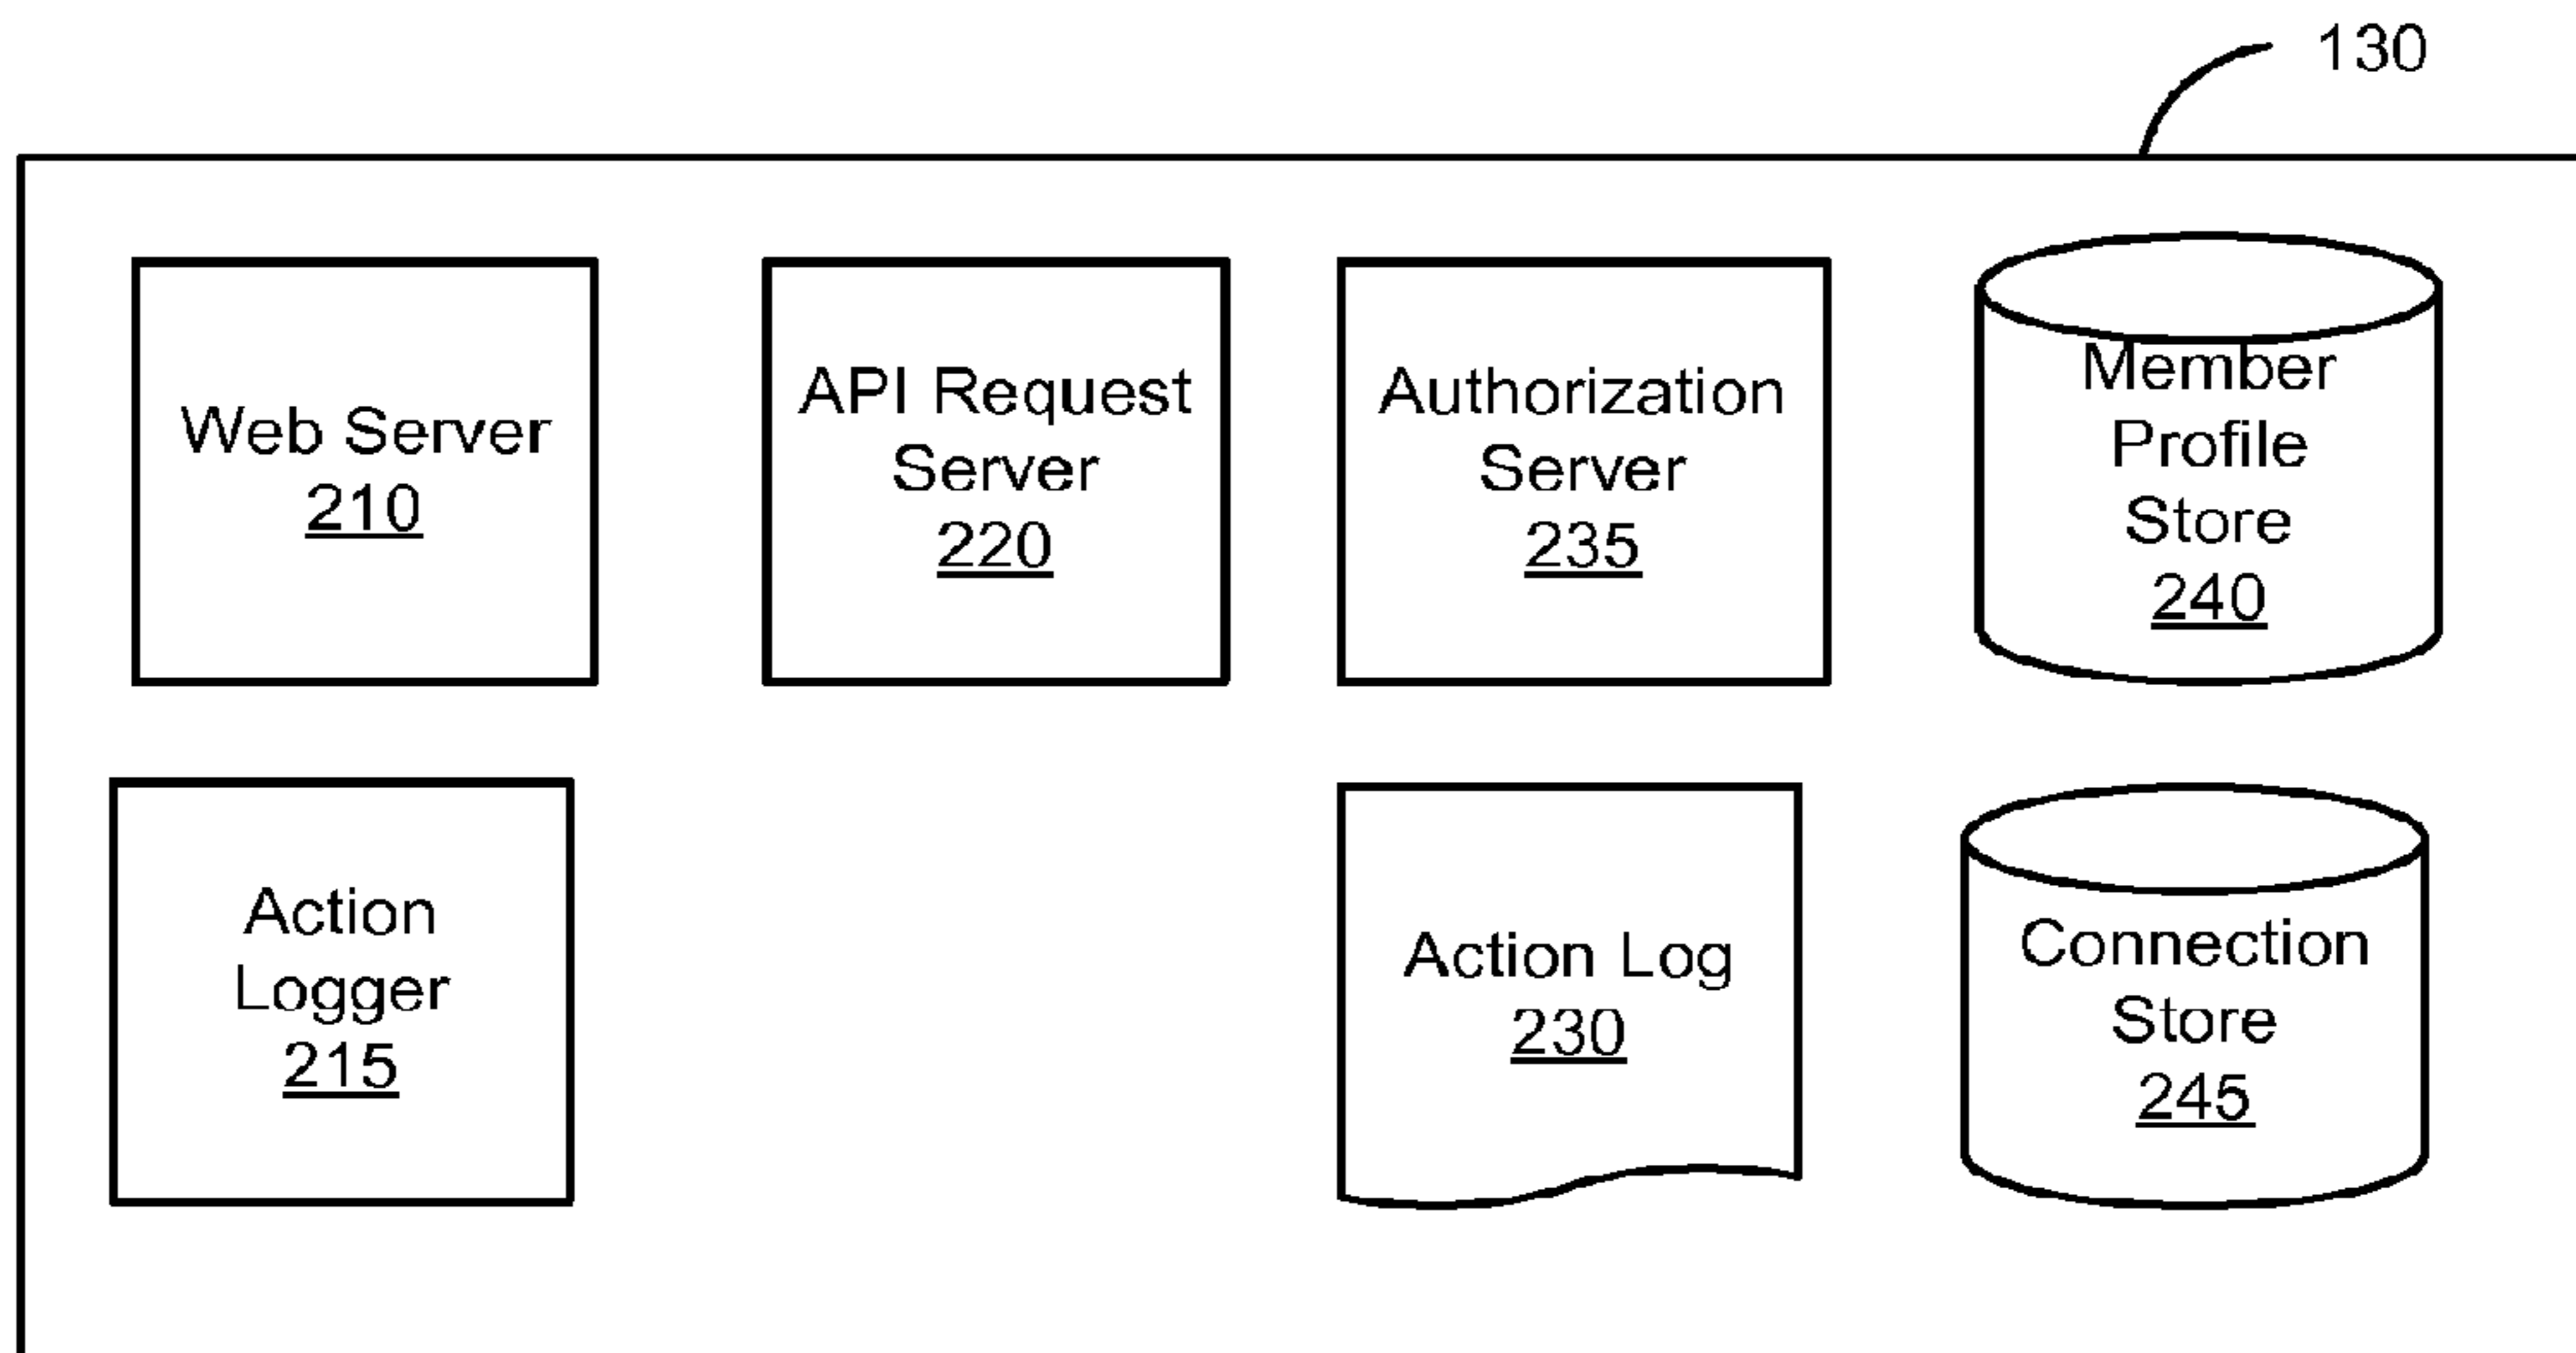 130
Web Server
210
API Request
Server
220
Authorization
Server
235
Member
Profile
Store
240
Action
Logger
215
Action Log
230
Connection
Store
245